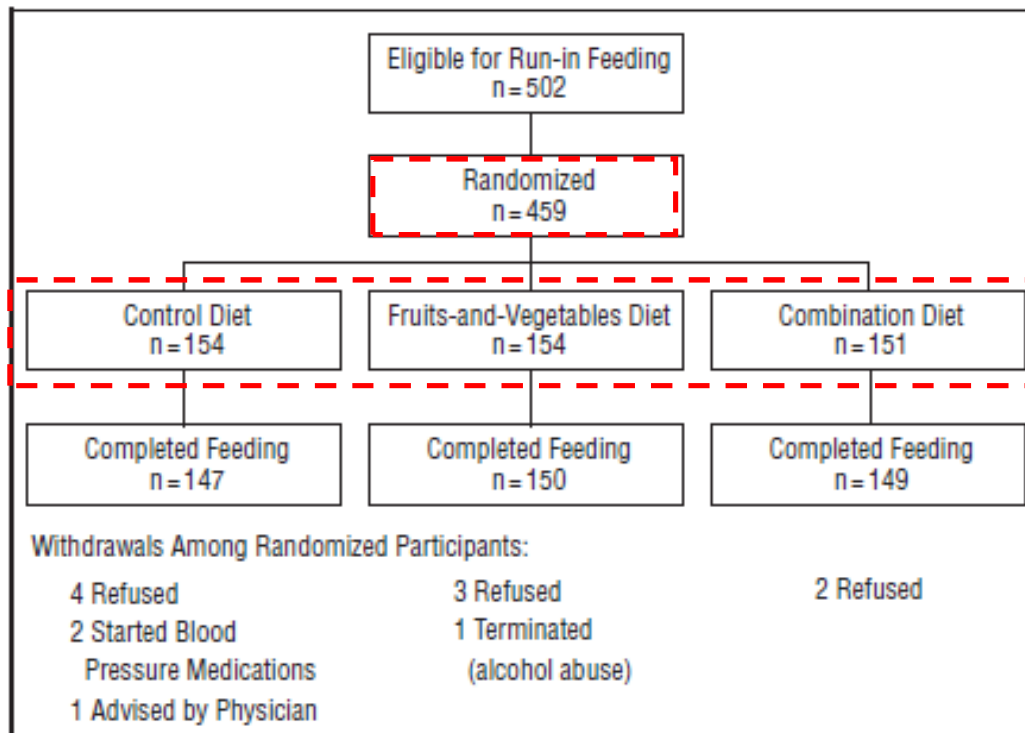 Eligible for Run-in Feeding
n=502
Randomized
n=459
Control Diet
n=154
Fruits-and-Vegetables Diet
n=154
Combination Diet
n=151
Completed Feeding
n=147
Completed Feeding
n=150
Completed Feeding
n=149
Withdrawals Among Randomized Participants:
4 Refused
2 Started Blood
Pressure Medications
1 Advised by Physician
3 Refused
1 Terminated
(alcohol abuse)
2 Refused